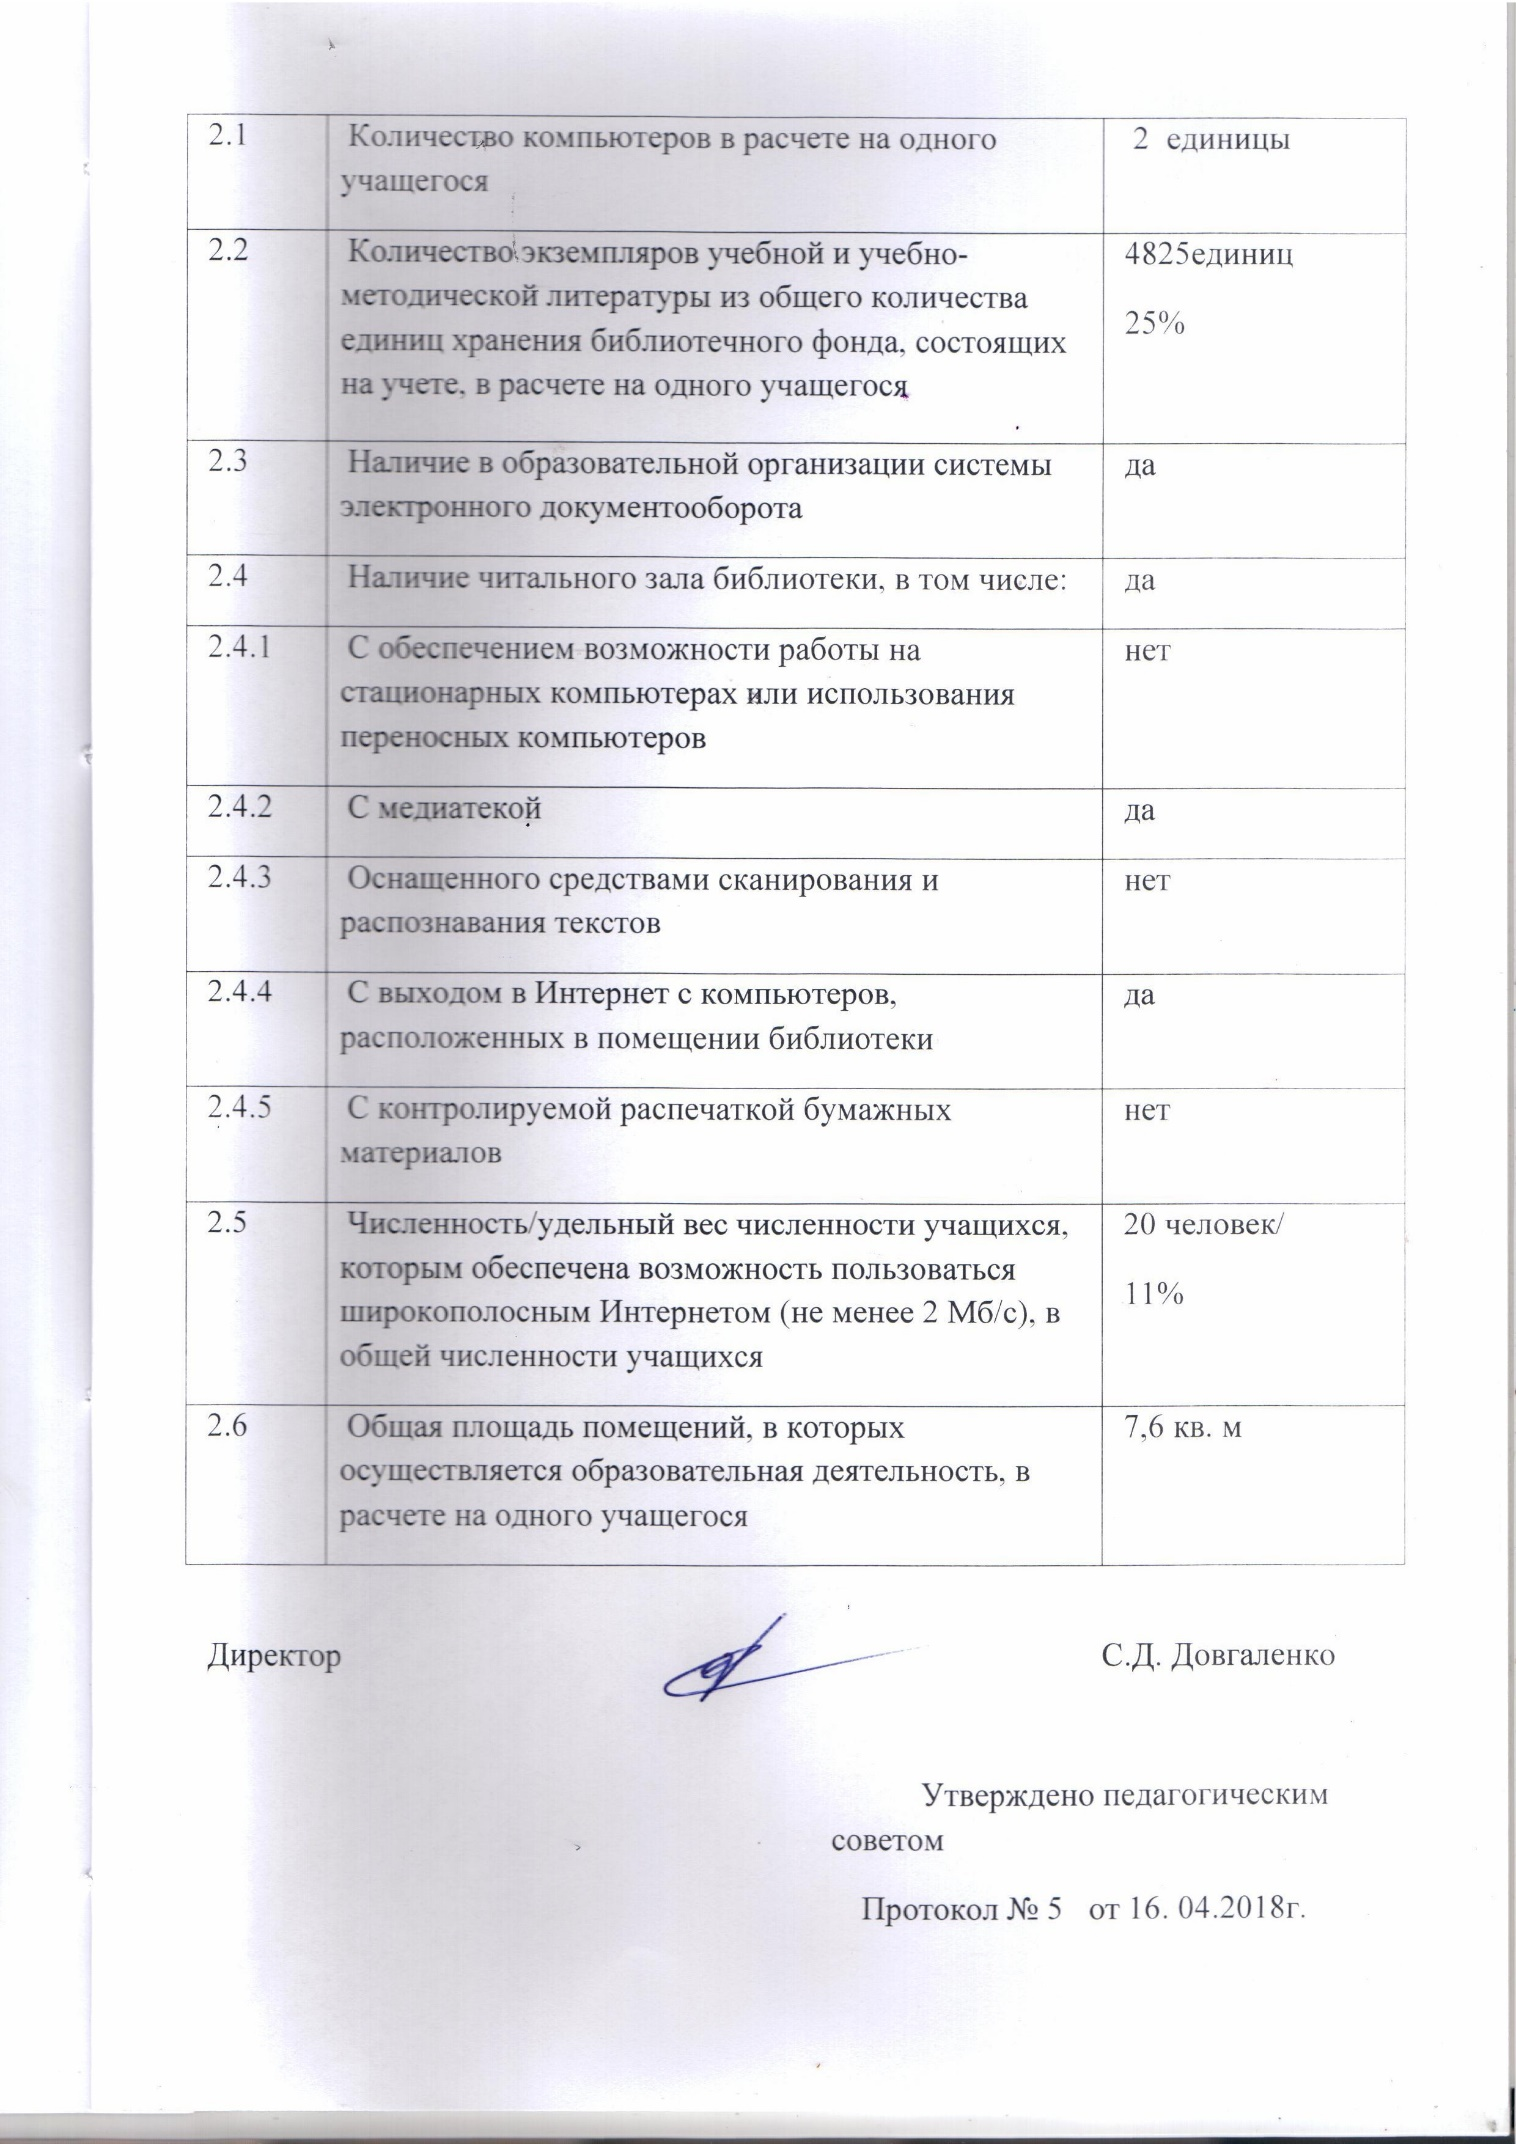 2.1 Количество компьютеров в расчете на одного 2 единицы
учащегося
2.2 Количество экземпляров учебной и учебно- 4825единиц
методической литературы из общего количества
25%
единиц хранения библиотечного фонда, состоящих
на учете, в расчете на одного учащегося
2.3 Наличие в образовательной организации системы да
электронного документооборота
2.4 Наличие читального зала библиотеки, в том числе: да
2.4.1 С обеспечением возможности работы на нет
стационарных компьютерах или использования
переносных компьютеров
2.4.2 С медиатекой да
2.4.3 Оснащенного средствами сканирования и нет
распознавания текстов
2.4.4 С выходом в Интернет с компьютеров, да
расположенных в помещении библиотеки
2.4.5 С контролируемой распечаткой бумажных нет
материалов
2.5 Численность/удельный вес численности учащихся, 20 человек/
которым обеспечена возможность пользоваться
11%
широкополосным Интернетом (не менее 2 Мб/с), в
общей численности учащихся
2.6 Общая площадь помещений, в которых 7,6 кв. м
осуществляется образовательная деятельность, в
расчете на одного учащегося
Директор С.Д. Довгаленко
Утверждено педагогическим
советом
Протокол № 5 от 16. 04.2018г.